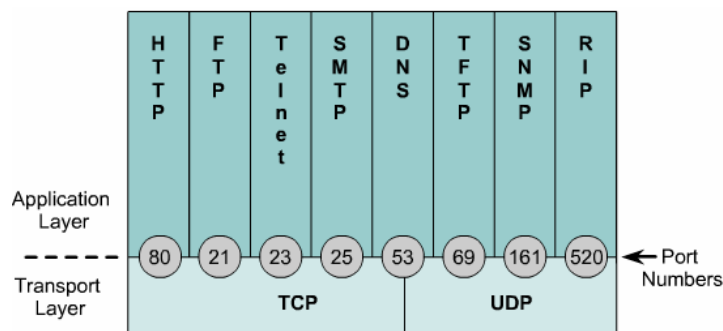 HTTP
FTP
Telnet
SMTP
DNS
TFTP
SNMP
RIP
Application
Layer
80 21 23 25 53 69 161 520
Port
Numbers
Transport
Layer
TCP UDP